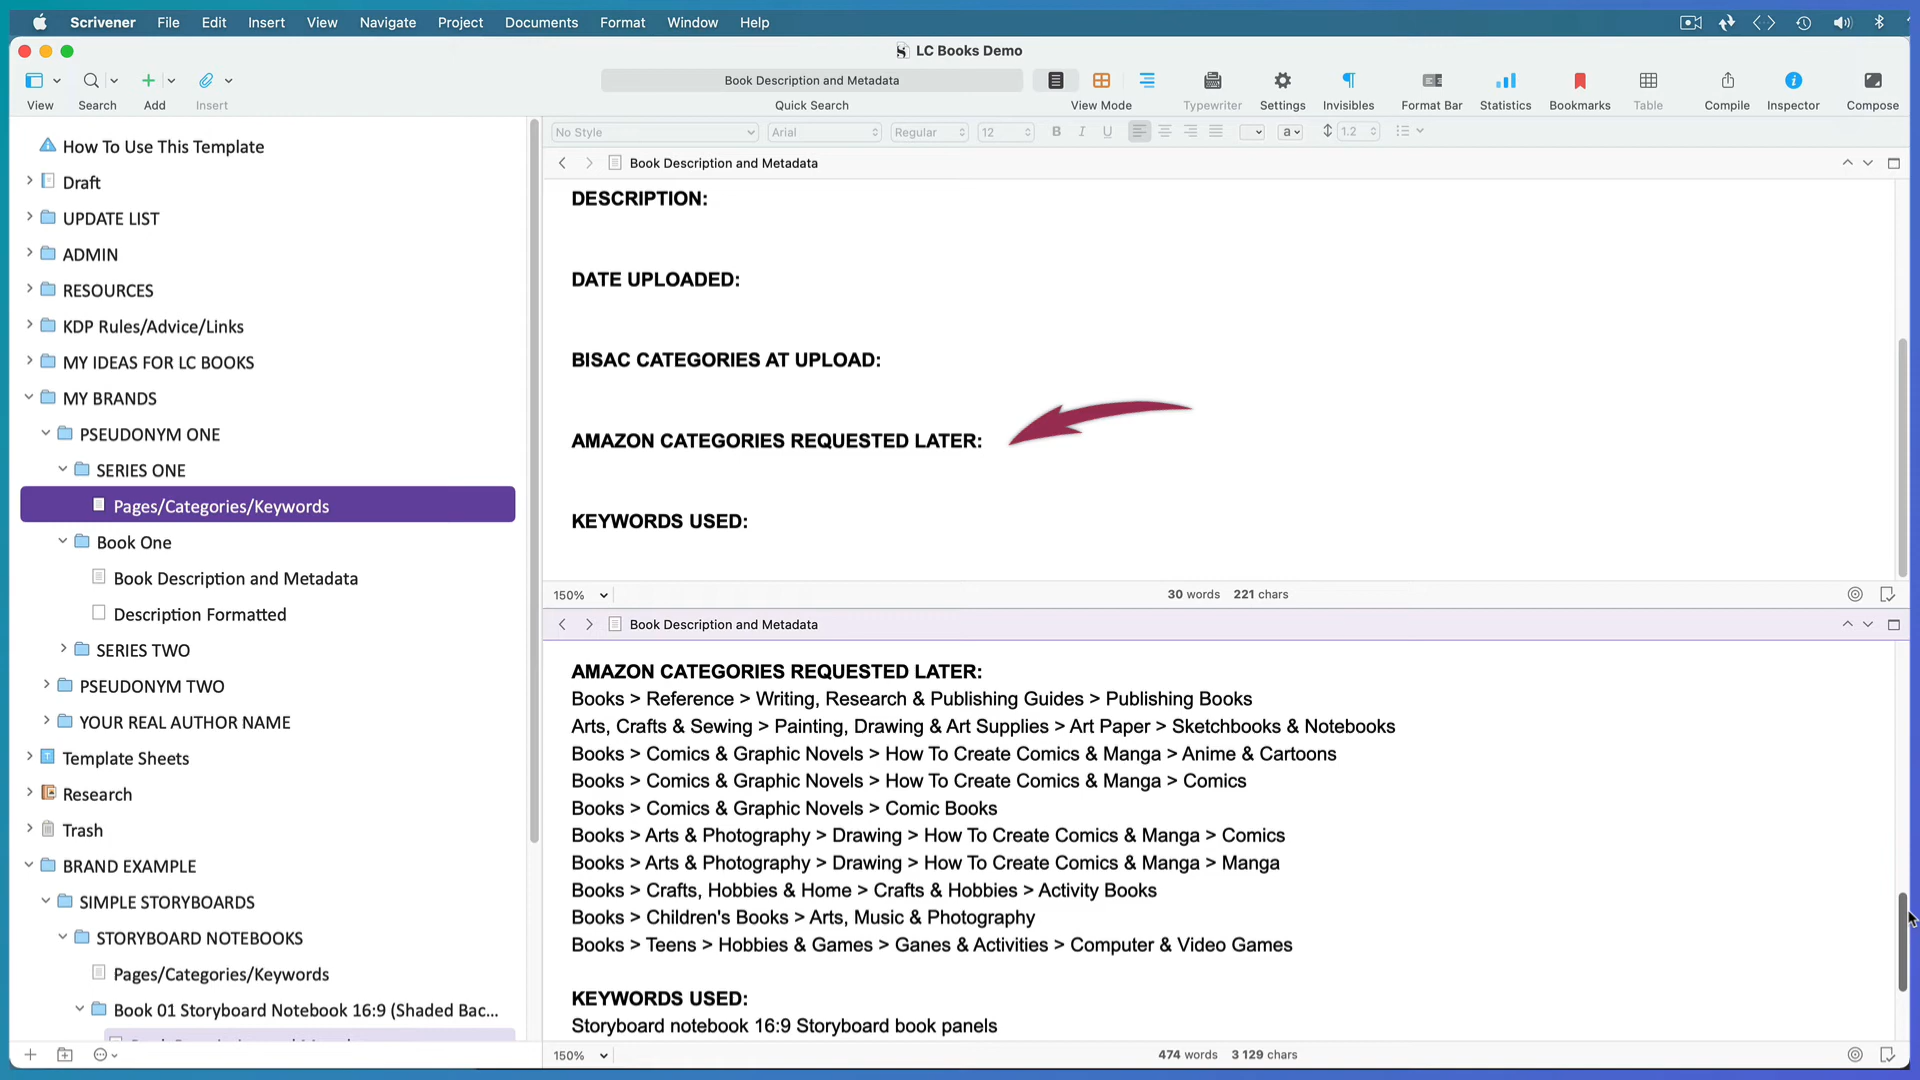 Scrivener File Edit Insert View Navigate Project Documents Format Window Help
LC Books Demo
Book Description and Metadata
View Search Add Insert Quick Search View Mode Typewriter Settings Invisibles Format Bar Statistics Bookmarks Table Compile Inspector Compose
No Style Arial Regular 12 B I U a 1.2
How To Use This Template
Draft
UPDATE LIST
ADMIN
RESOURCES
KDP Rules/Advice/Links
MY IDEAS FOR LC BOOKS
MY BRANDS
PSEUDONYM ONE
SERIES ONE
Pages/Categories/Keywords
Book One
Book Description and Metadata
Description Formatted
SERIES TWO
PSEUDONYM TWO
YOUR REAL AUTHOR NAME
Template Sheets
Research
Trash
BRAND EXAMPLE
SIMPLE STORYBOARDS
STORYBOARD NOTEBOOKS
Pages/Categories/Keywords
Book 01 Storyboard Notebook 16:9 (Shaded Bac...
Book Description and Metadata
DESCRIPTION:
DATE UPLOADED:
BISAC CATEGORIES AT UPLOAD:
AMAZON CATEGORIES REQUESTED LATER:
KEYWORDS USED:
150% 30 words 221 chars
Book Description and Metadata
AMAZON CATEGORIES REQUESTED LATER:
Books > Reference > Writing, Research & Publishing Guides > Publishing Books
Arts, Crafts & Sewing > Painting, Drawing & Art Supplies > Art Paper > Sketchbooks & Notebooks
Books > Comics & Graphic Novels > How To Create Comics & Manga > Anime & Cartoons
Books > Comics & Graphic Novels > How To Create Comics & Manga > Comics
Books > Comics & Graphic Novels > Comic Books
Books > Arts & Photography > Drawing > How To Create Comics & Manga > Comics
Books > Arts & Photography > Drawing > How To Create Comics & Manga > Manga
Books > Crafts, Hobbies & Home > Crafts & Hobbies > Activity Books
Books > Children's Books > Arts, Music & Photography
Books > Teens > Hobbies & Games > Ganes & Activities > Computer & Video Games
KEYWORDS USED:
Storyboard notebook 16:9 Storyboard book panels
150% 474 words 3 129 chars